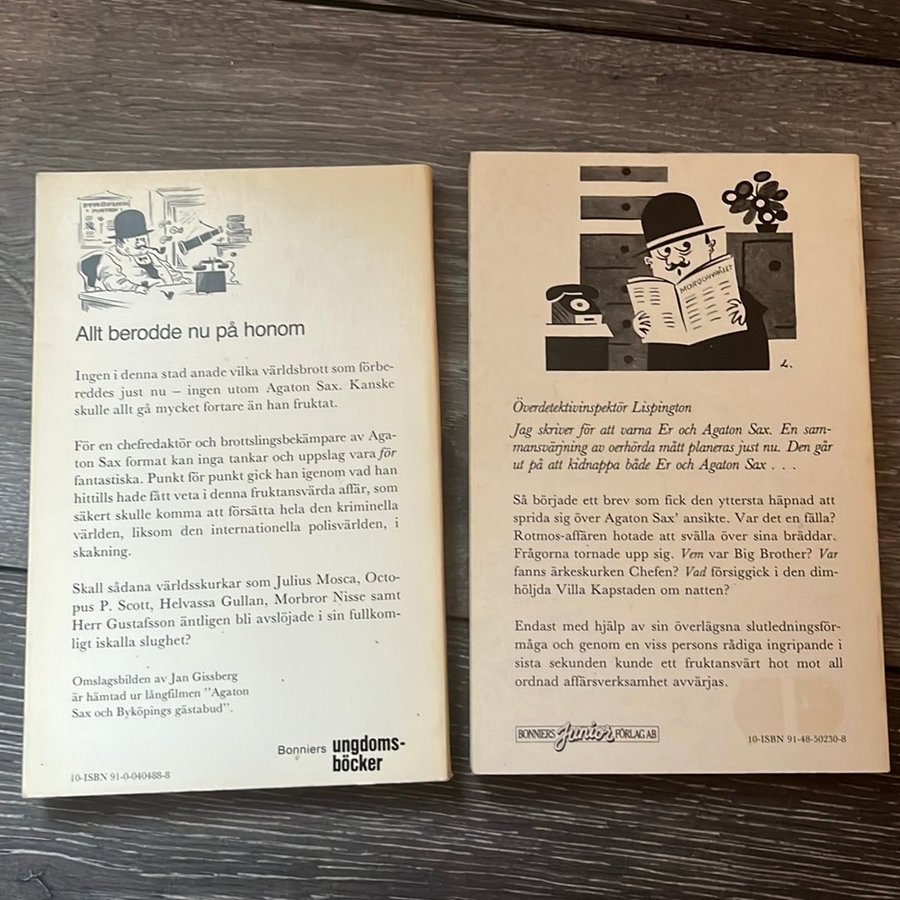 BYKÖPINGS
POSTEN
Allt berodde nu på honom
Ingen i denna stad anade vilka världsbrott som förbe-
reddes just nu – ingen utom Agaton Sax. Kanske
skulle allt gå mycket fortare än han fruktat.
För en chefredaktör och brottslingsbekämpare av Aga-
ton Sax format kan inga tankar och uppslag vara för
fantastiska. Punkt för punkt gick han igenom vad han
hittills hade fått veta i denna fruktansvärda affär, som
säkert skulle komma att försätta hela den kriminella
världen, liksom den internationella polisvärlden, i
skakning.
Skall sådana världsskurkar som Julius Mosca, Octo-
pus P. Scott, Helvassa Gullan, Morbror Nisse samt
Herr Gustafsson äntligen bli avslöjade i sin fullkom-
ligt iskalla slughet?
Omslagsbilden av Jan Gissberg
är hämtad ur långfilmen "Agaton
Sax och Byköpings gästabud".
Bonniers ungdoms-
böcker
10-ISBN 91-0-040488-8
MORGONVRÅLET
L.
Överdetektivinspektör Lispington
Jag skriver för att varna Er och Agaton Sax. En sam-
mansvärjning av oerhörda mått planeras just nu. Den går
ut på att kidnappa både Er och Agaton Sax . . .
Så började ett brev som fick den yttersta häpnad att
sprida sig över Agaton Sax' ansikte. Var det en fälla?
Rotmos-affären hotade att svälla över sina bräddar.
Frågorna tornade upp sig. Vem var Big Brother? Var
fanns ärkeskurken Chefen? Vad försiggick i den dim-
höljda Villa Kapstaden om natten?
Endast med hjälp av sin överlägsna slutledningsför-
måga och genom en viss persons rådiga ingripande i
sista sekunden kunde ett fruktansvärt hot mot all
ordnad affärsverksamhet avvärjas.
BONNIERS Junior FÖRLAG AB
10-ISBN 91-48-50230-8